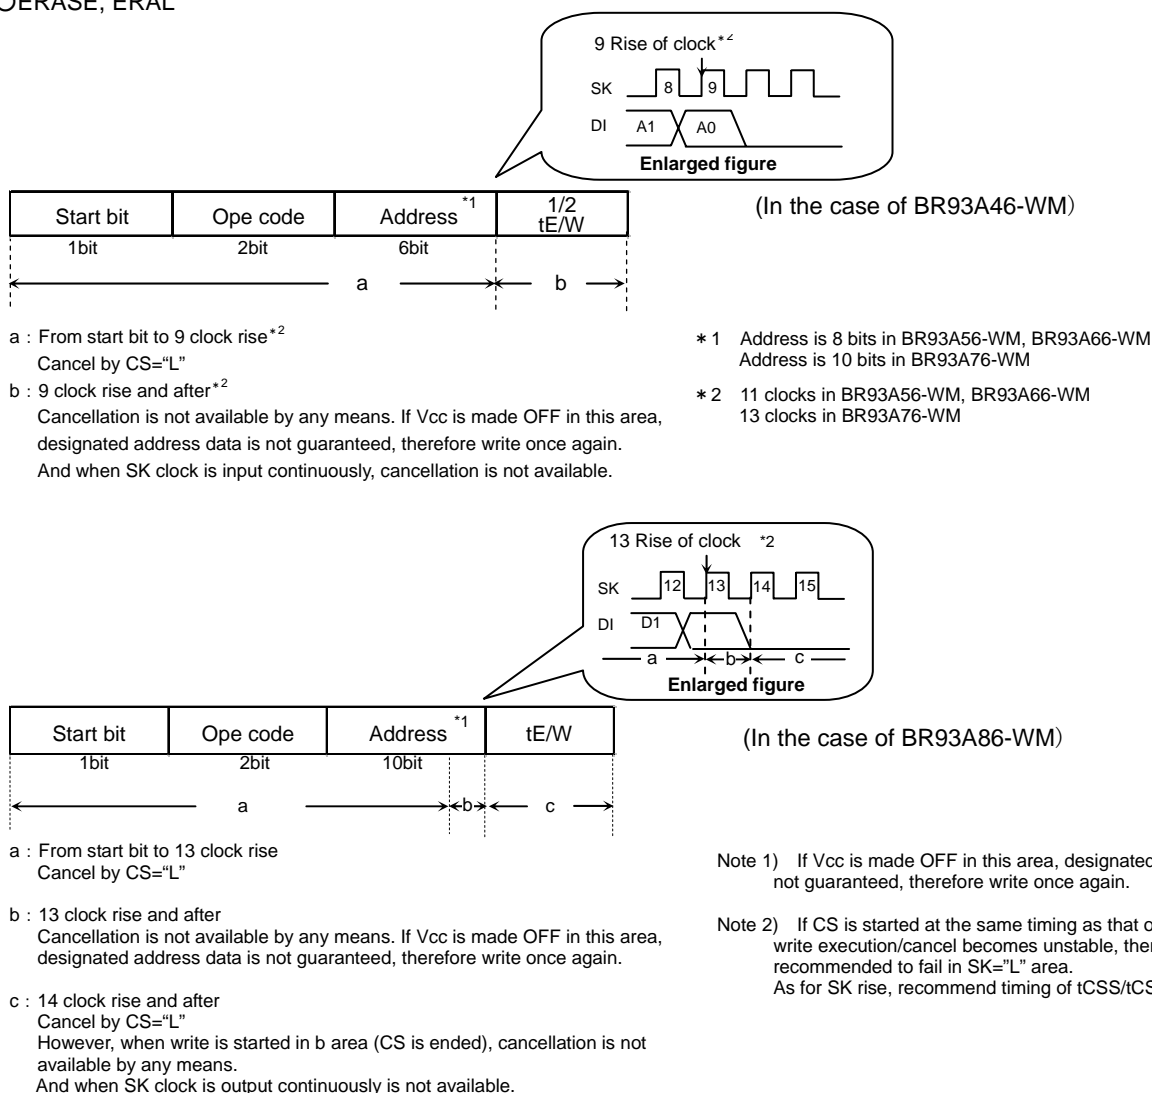 ○ERASE, ERAL
9 Rise of clock*2
SK 8 9
DI A1 A0
Enlarged figure
Start bit Ope code Address *1 1/2 tE/W
1bit 2bit 6bit
a b
(In the case of BR93A46-WM)
a : From start bit to 9 clock rise*2
Cancel by CS=“L”
b : 9 clock rise and after*2
Cancellation is not available by any means. If Vcc is made OFF in this area,
designated address data is not guaranteed, therefore write once again.
And when SK clock is input continuously, cancellation is not available.
*1 Address is 8 bits in BR93A56-WM, BR93A66-WM
Address is 10 bits in BR93A76-WM
*2 11 clocks in BR93A56-WM, BR93A66-WM
13 clocks in BR93A76-WM
13 Rise of clock *2
SK 12 13 14 15
DI D1
a b c
Enlarged figure
Start bit Ope code Address *1 tE/W
1bit 2bit 10bit
a b c
(In the case of BR93A86-WM)
a : From start bit to 13 clock rise
Cancel by CS=“L”
b : 13 clock rise and after
Cancellation is not available by any means. If Vcc is made OFF in this area,
designated address data is not guaranteed, therefore write once again.
c : 14 clock rise and after
Cancel by CS=“L”
However, when write is started in b area (CS is ended), cancellation is not
available by any means.
And when SK clock is output continuously is not available.
Note 1) If Vcc is made OFF in this area, designated
not guaranteed, therefore write once again.
Note 2) If CS is started at the same timing as that
write execution/cancel becomes unstable,
recommended to fail in SK=”L” area.
As for SK rise, recommend timing of